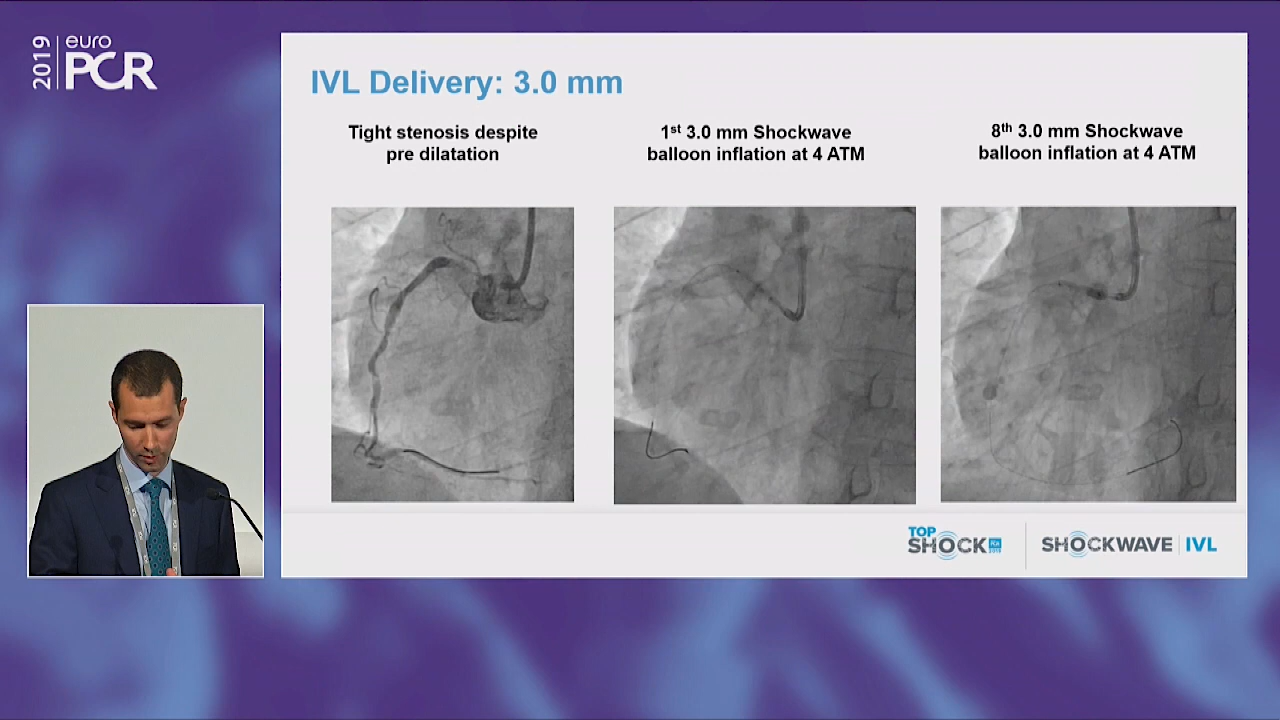 2019
euro
PCR
IVL Delivery: 3.0 mm
Tight stenosis despite
pre dilatation
1st 3.0 mm Shockwave
balloon inflation at 4 ATM
8th 3.0 mm Shockwave
balloon inflation at 4 ATM
TOP
SHOCK
SHOCKWAVE | IVL